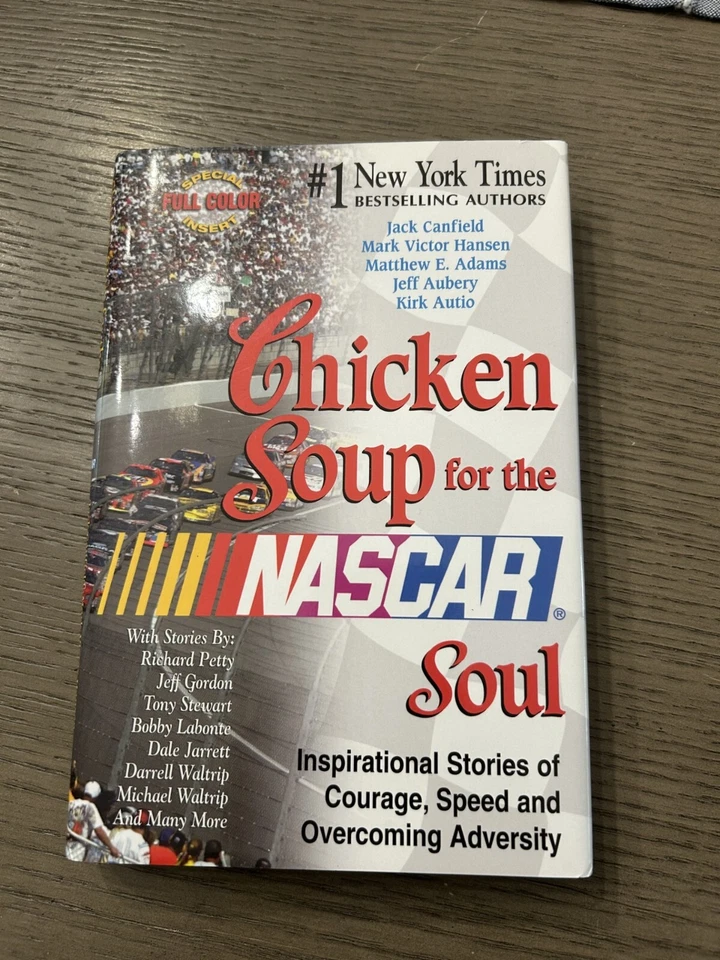 SPECIAL
FULL COLOR
INSERT
#1 New York Times
BESTSELLING AUTHORS
Jack Canfield
Mark Victor Hansen
Matthew E. Adams
Jeff Aubery
Kirk Autio
Chicken
Soup for the
NASCAR®
Soul
With Stories By:
Richard Petty
Jeff Gordon
Tony Stewart
Bobby Labonte
Dale Jarrett
Darrell Waltrip
Michael Waltrip
And Many More
Inspirational Stories of
Courage, Speed and
Overcoming Adversity